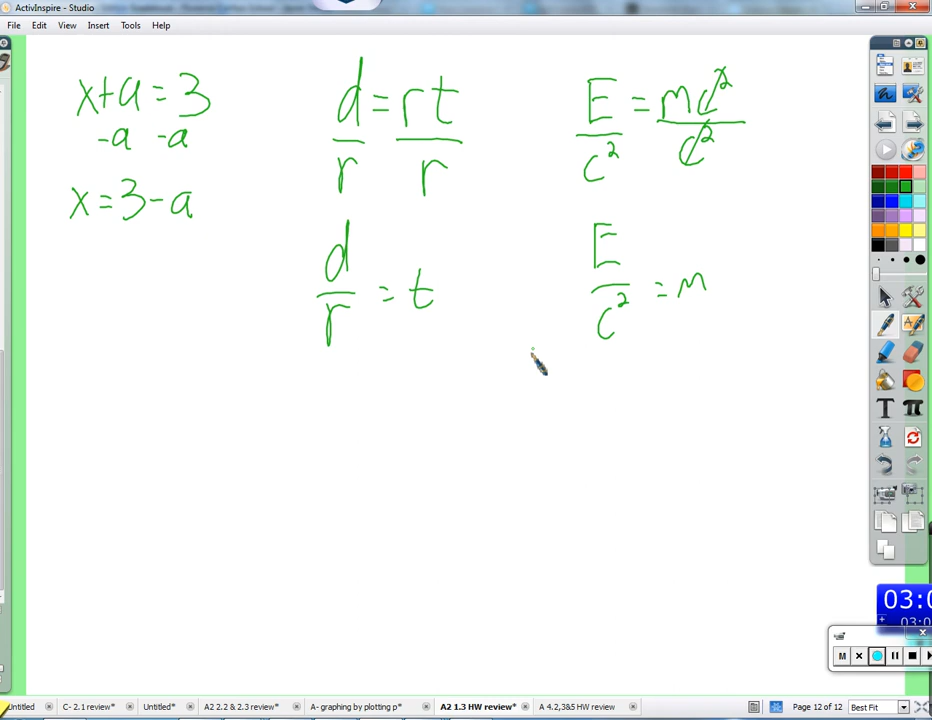 ActivInspire - Studio
File Edit View Insert Tools Help
x+a=3
-a -a
x=3-a
d=rt
r r
d/r = t
E = mc²
c² c²
E/c² = m
03:0
03:0
M
Untitled
C- 2.1 review*
Untitled*
A2 2.2 & 2.3 review*
A- graphing by plotting p*
A2 1.3 HW review*
A 4.2,3&5 HW review
Page 12 of 12
Best Fit